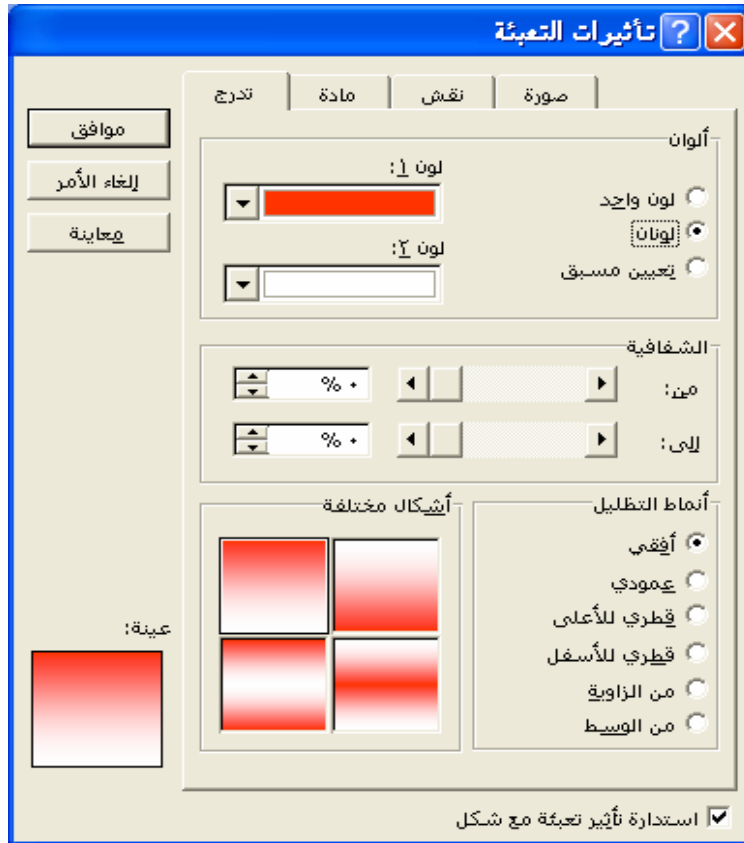 تأثيرات التعبئة
صورة
نقش
مادة
تدرج
موافق
إلغاء الأمر
معاينة
ألوان
لون واحد
لونان
تعيين مسبق
لون ١:
لون ٢:
الشفافية
من:
٠ %
إلى:
٠ %
أنماط التظليل
أفقي
عمودي
قطري للأعلى
قطري للأسفل
من الزاوية
من الوسط
أشكال مختلفة
عينة:
استدارة تأثير تعبئة مع شكل